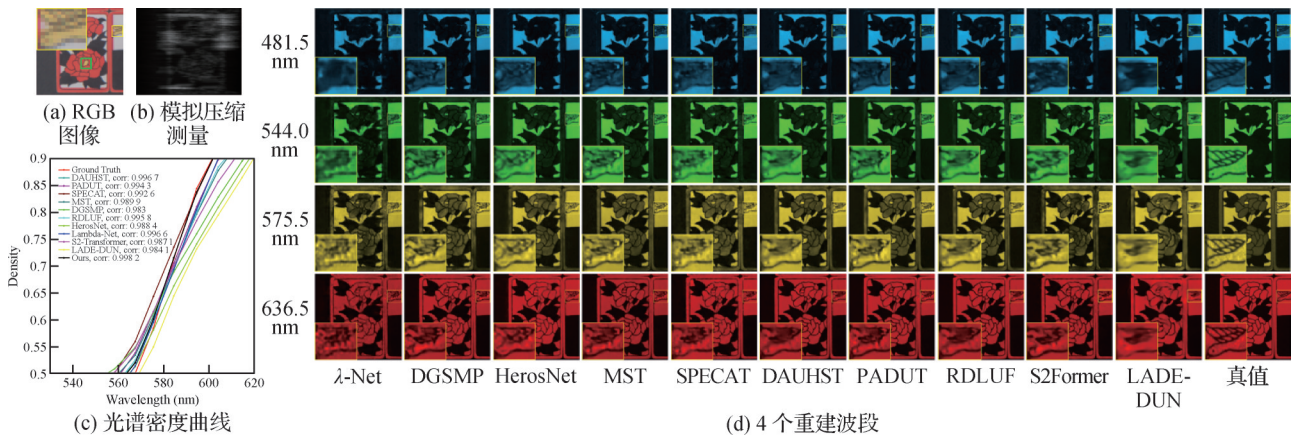 (a) RGB
图像
(b) 模拟压缩
测量
0.9
0.85
0.8
0.75
0.7
0.65
0.6
0.55
0.5
Density
Ground Truth
DAUHST, corr: 0.996 7
PADUT, corr: 0.994 3
SPECAT, corr: 0.992 6
MST, corr: 0.989 9
DGSMP, corr: 0.983
RDLUF, corr: 0.995 8
HerosNet, corr: 0.988 4
Lambda-Net, corr: 0.996 6
S2-Transformer, corr: 0.987 1
LADE-DUN, corr: 0.984 1
Ours, corr: 0.998 2
540 560 580 600 620
Wavelength (nm)
(c) 光谱密度曲线
481.5
nm
544.0
nm
575.5
nm
636.5
nm
λ-Net DGSMP HerosNet MST SPECAT DAUHST PADUT RDLUF S2Former LADE- 真值
DUN
(d) 4 个重建波段